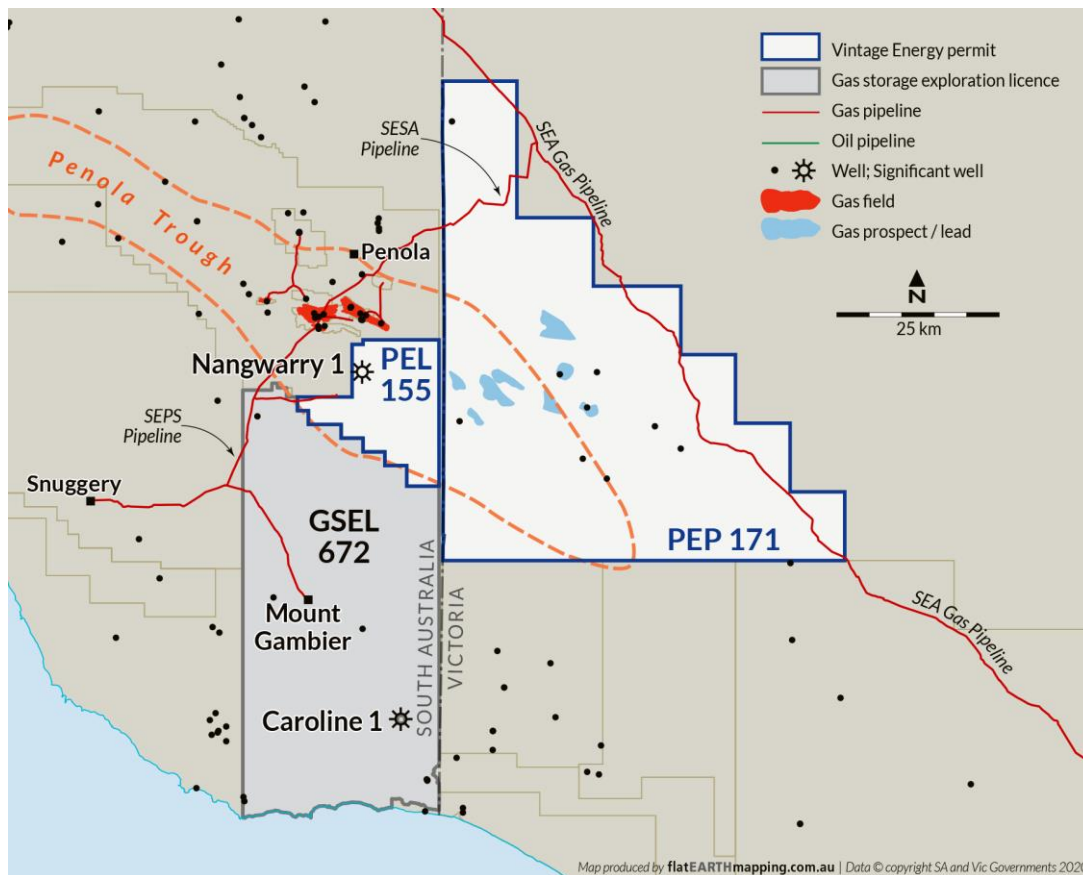 Vintage Energy permit
Gas storage exploration licence
Gas pipeline
Oil pipeline
Well; Significant well
Gas field
Gas prospect / lead
N
25 km
SESA
Pipeline
SEA Gas Pipeline
Penola Trough
Penola
Nangwarry 1
PEL
155
SEPS
Pipeline
Snuggery
GSEL
672
PEP 171
Mount
Gambier
SOUTH AUSTRALIA
VICTORIA
SEA Gas Pipeline
Caroline 1
Map produced by flatEARTHmapping.com.au | Data © copyright SA and Vic Governments 2020